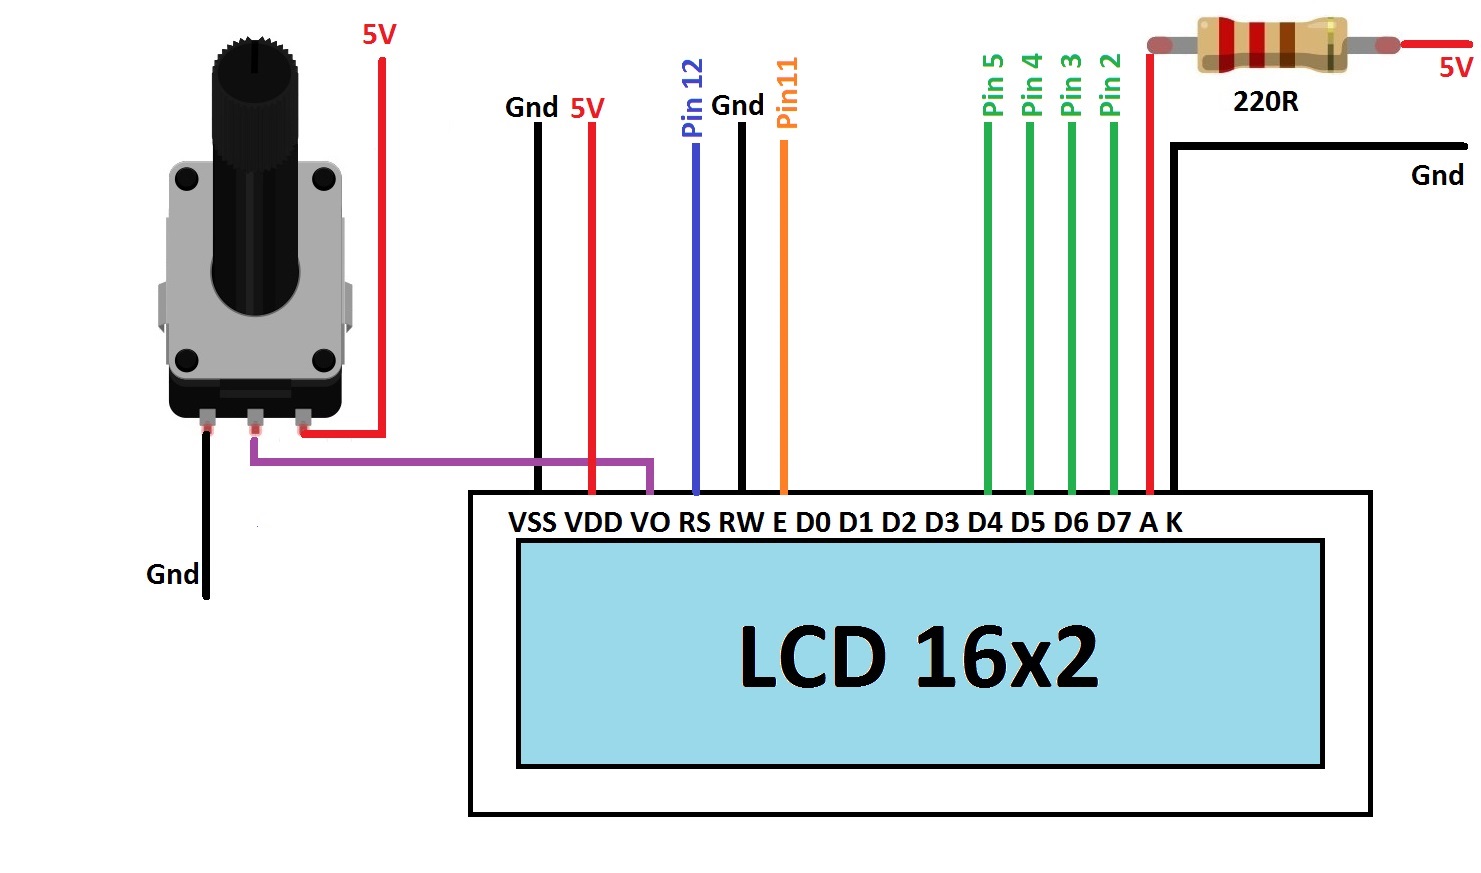 5V
Gnd 5V Pin 12 Gnd Pin11 Pin 5 Pin 4 Pin 3 Pin 2
5V
220R
Gnd
VSS VDD VO RS RW E D0 D1 D2 D3 D4 D5 D6 D7 A K
Gnd
LCD 16x2